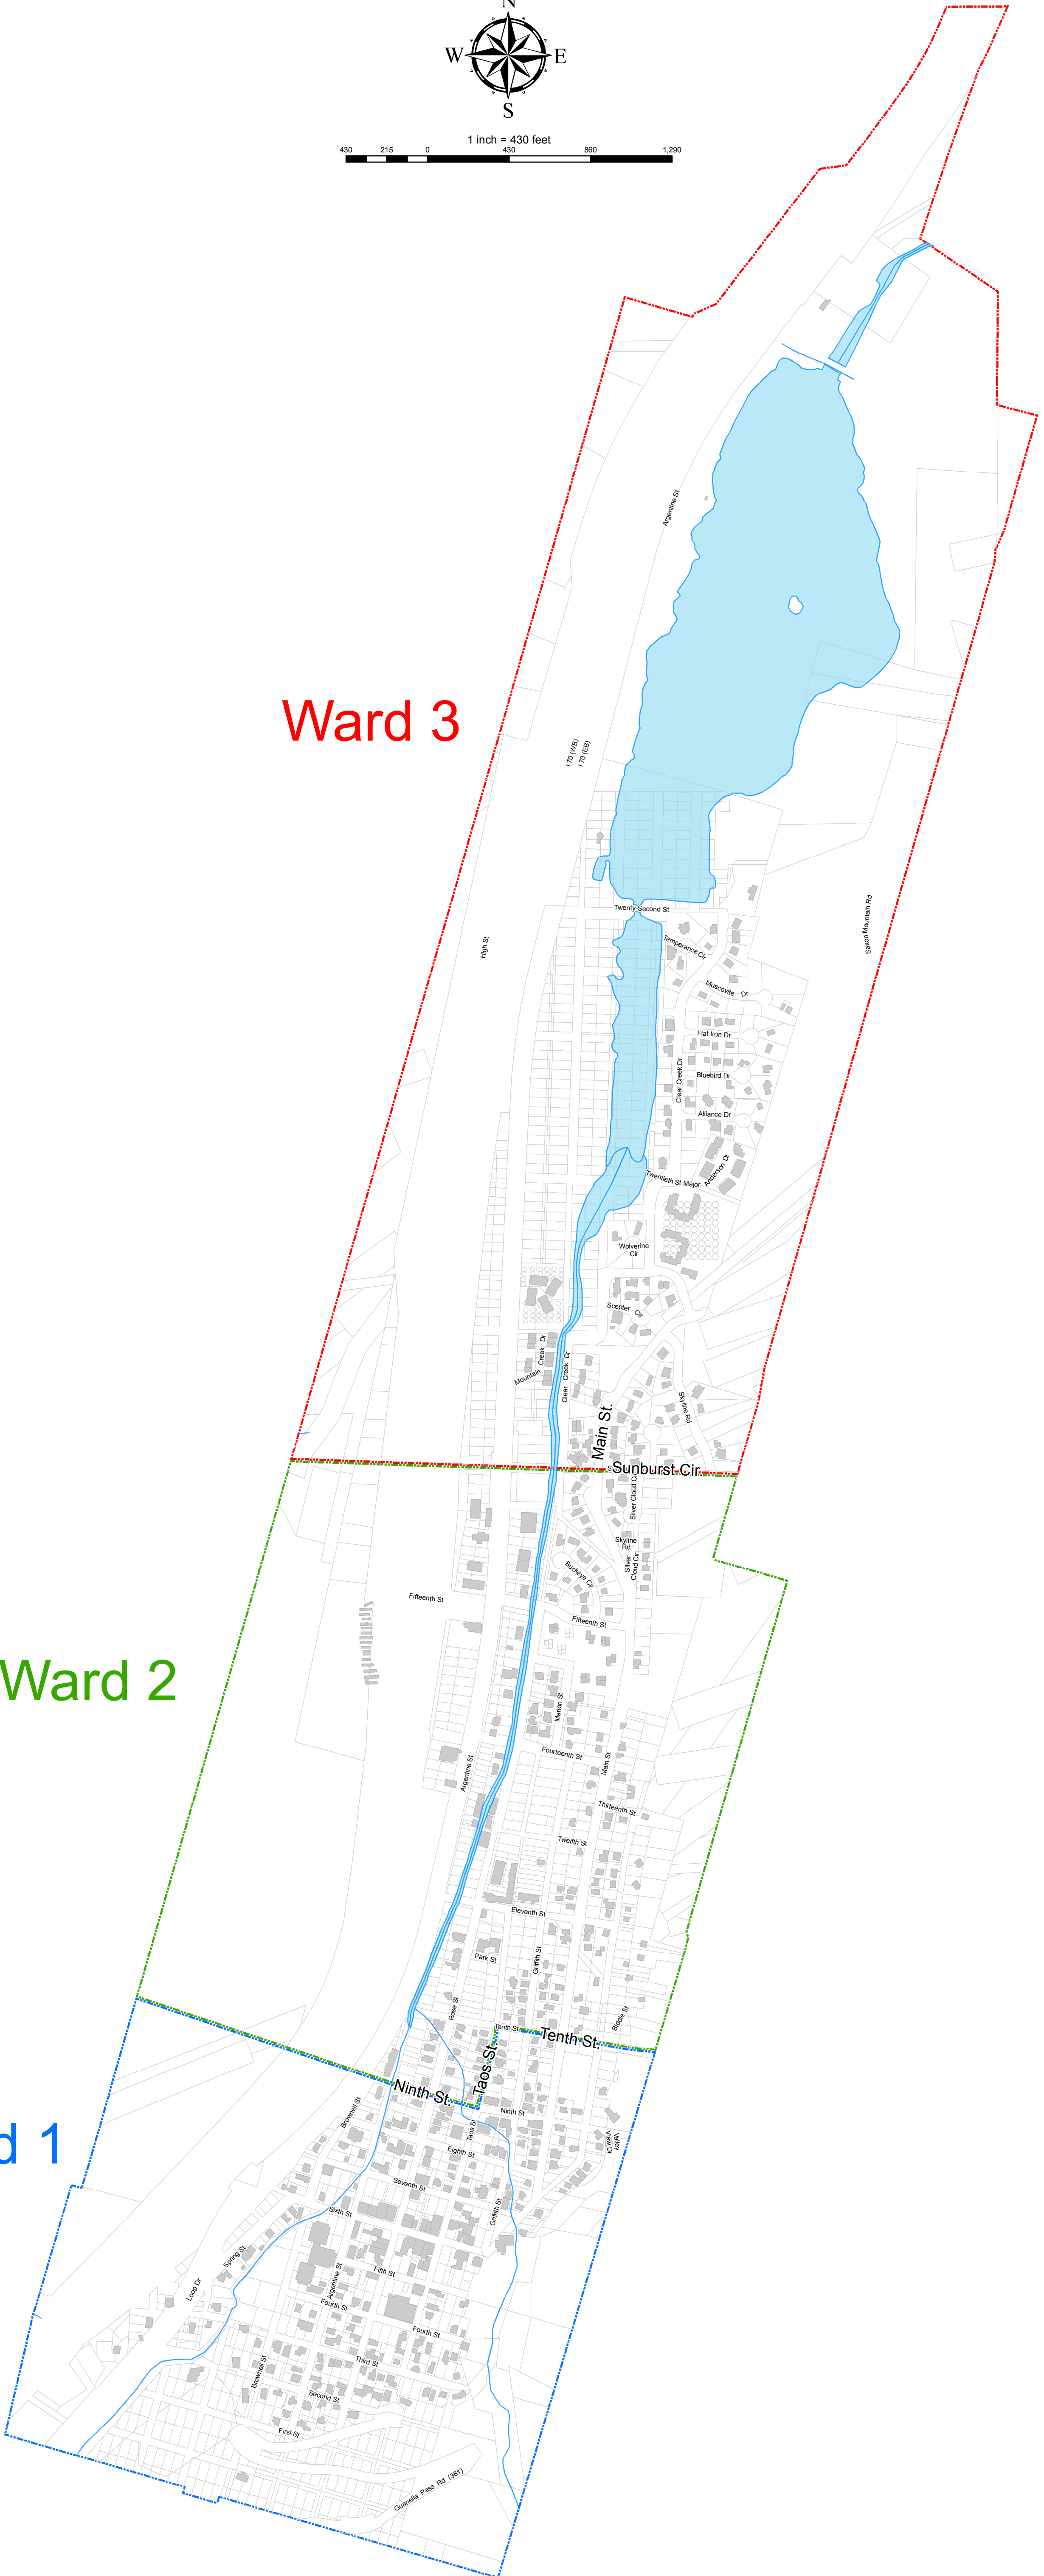 N
W E
S
1 inch = 430 feet
430 215 0 430 860 1,290
Argentine St
Ward 3
I 70 (WB)
I 70 (EB)
Twenty-Second St
Saxon Mountain Rd
High St
Temperance Cir
Muscovite Dr
Flat Iron Dr
Clear Creek Dr
Bluebird Dr
Alliance Dr
Anderson Dr
Twentieth St Major
Wolverine
Cir
Scepter Cir
Mountain Creek Dr
Clear Creek Dr
Skyline Rd
Main St.
Sunburst Cir.
Silver Cloud Cir
Skyline
Rd
Silver
Cloud Cir
Buckeye Cir
Fifteenth St
Fifteenth St
Ward 2
Marion St
Fourteenth St
Main St
Argentine St
Thirteenth St
Twelfth St
Eleventh St
Park St
Griffith St
Rose St
Biddle St
Tenth St
Tenth St.
Taos St.
Ninth St.
Brownell St
Ninth St
Taos St
d 1
Valley
View Dr
Eighth St
Seventh St
Griffith St
Sixth St
Spring St
Fifth St
Loop Dr
Argentine St
Fourth St
Fourth St
Third St
Brownell St
Second St
First St
Guanella Pass Rd (381)